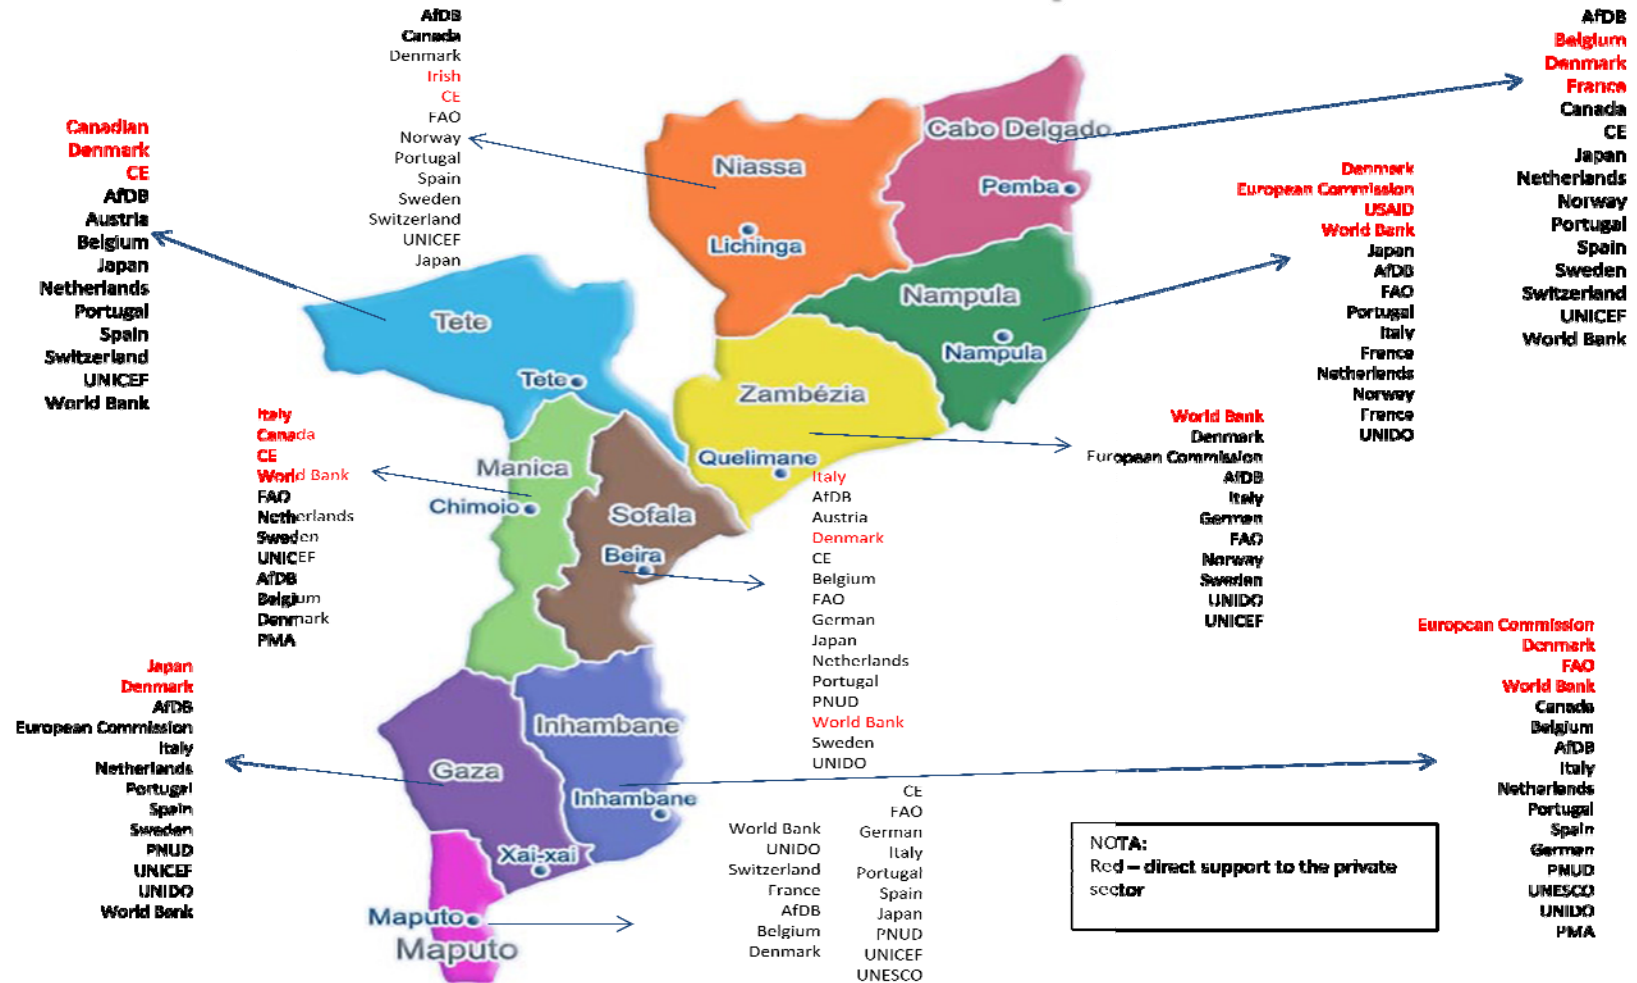 AfDB
Canada
Denmark
Irish
CE
FAO
Norway
Portugal
Spain
Sweden
Switzerland
UNICEF
Japan
AfDB
Belgium
Denmark
France
Canada
CE
Japan
Netherlands
Norway
Portugal
Spain
Sweden
Switzerland
UNICEF
World Bank
Canadian
Denmark
CE
AfDB
Austria
Belgium
Japan
Netherlands
Portugal
Spain
Switzerland
UNICEF
World Bank
Denmark
European Commission
USAID
World Bank
Japan
AfDB
FAO
Portugal
Italy
France
Netherlands
Norway
France
UNIDO
Niassa
Lichinga
Cabo Delgado
Pemba
Nampula
Nampula
Tete
Tete
Zambézia
Quelimane
Manica
Chimoio
Sofala
Beira
Inhambane
Inhambane
Gaza
Xai-xai
Maputo
Maputo
Italy
Canada
CE
World Bank
FAO
Netherlands
Sweden
UNICEF
AfDB
Belgium
Denmark
PMA
World Bank
Denmark
European Commission
AfDB
Italy
German
FAO
Norway
Sweden
UNIDO
UNICEF
Italy
AfDB
Austria
Denmark
CE
Belgium
FAO
German
Japan
Netherlands
Portugal
PNUD
World Bank
Sweden
UNIDO
Japan
Denmark
AfDB
European Commission
Italy
Netherlands
Portugal
Spain
Sweden
PNUD
UNICEF
UNIDO
World Bank
European Commission
Denmark
FAO
World Bank
Canada
Belgium
AfDB
Italy
Netherlands
Portugal
Spain
German
PNUD
UNESCO
UNIDO
PMA
World Bank
UNIDO
Switzerland
France
AfDB
Belgium
Denmark
CE
FAO
German
Italy
Portugal
Spain
Japan
PNUD
UNICEF
UNESCO
NOTA:
Red – direct support to the private
sector